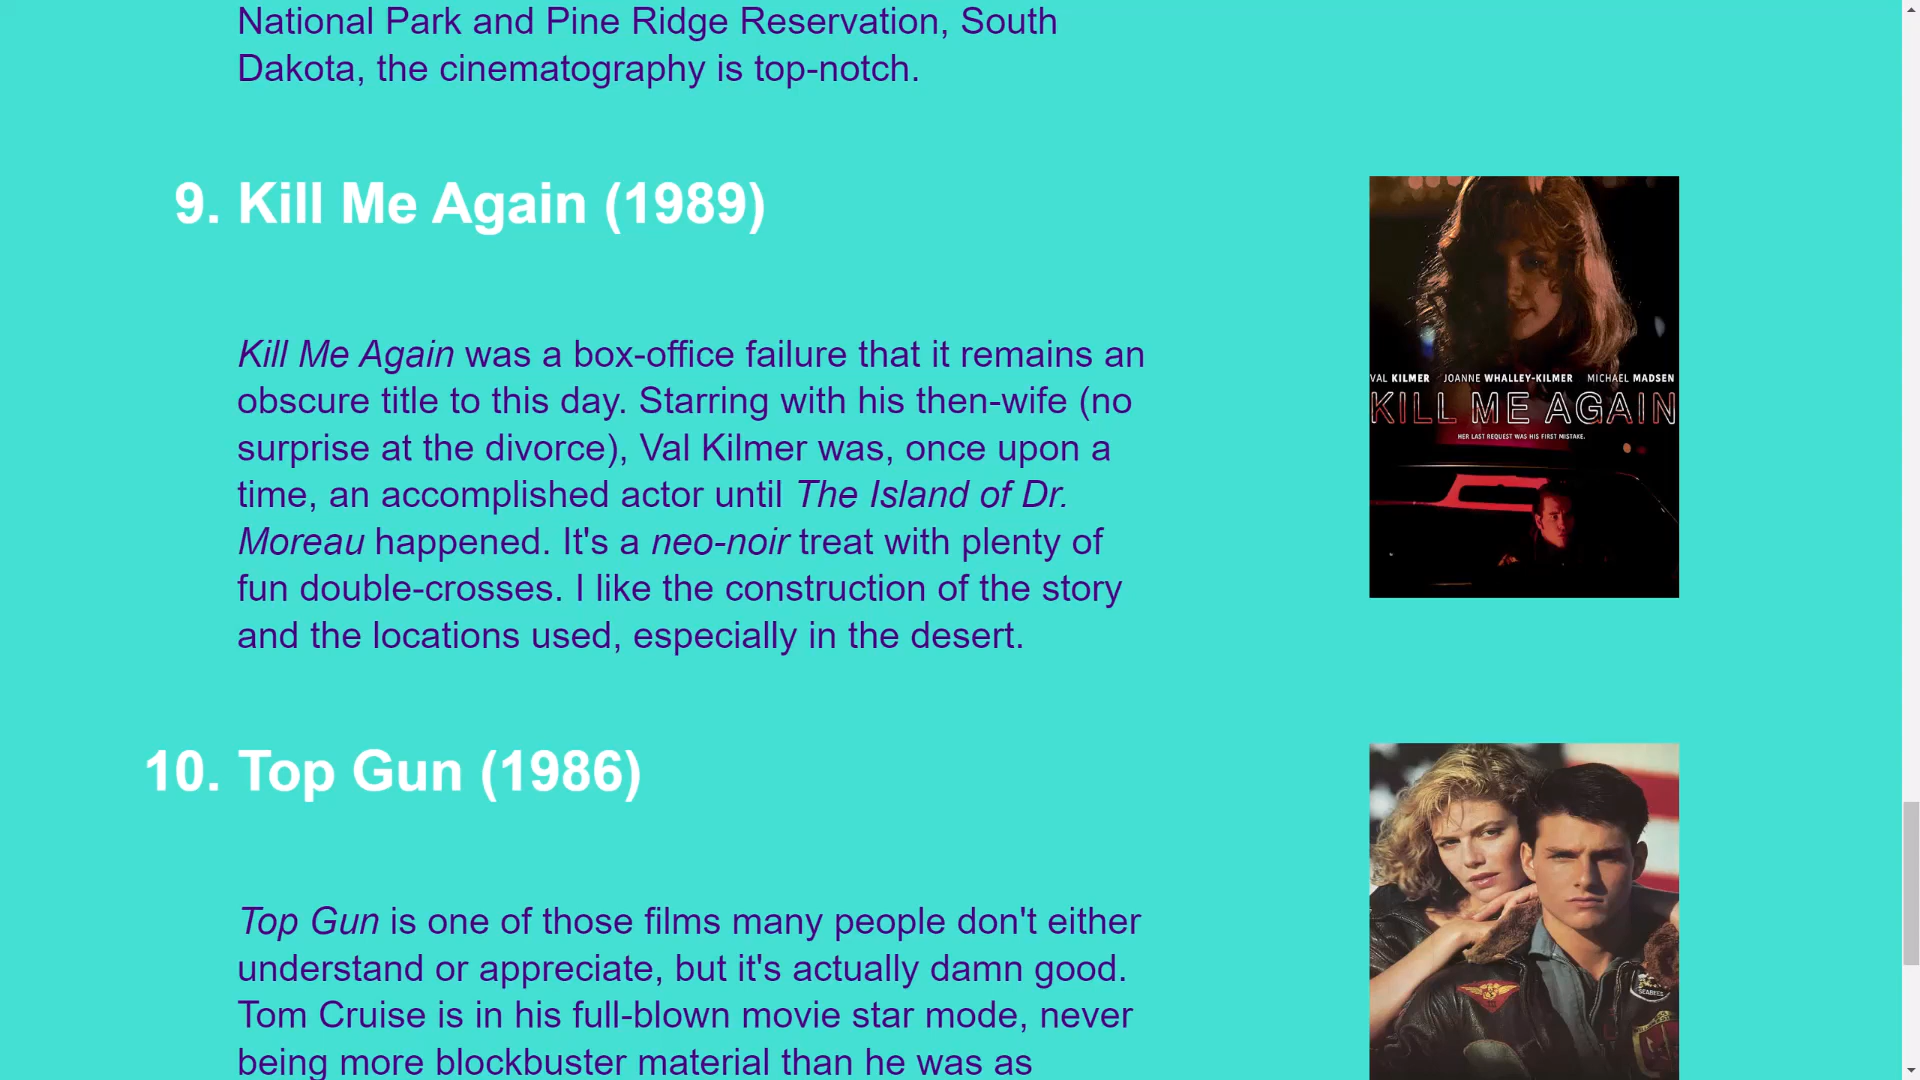 National Park and Pine Ridge Reservation, South
Dakota, the cinematography is top-notch.
9. Kill Me Again (1989)
Kill Me Again was a box-office failure that it remains an
obscure title to this day. Starring with his then-wife (no
surprise at the divorce), Val Kilmer was, once upon a
time, an accomplished actor until The Island of Dr.
Moreau happened. It's a neo-noir treat with plenty of
fun double-crosses. I like the construction of the story
and the locations used, especially in the desert.
VAL KILMER JOANNE WHALLEY-KILMER MICHAEL MADSEN
KILL ME AGAIN
HER LAST REQUEST WAS HIS FIRST MISTAKE.
10. Top Gun (1986)
Top Gun is one of those films many people don't either
understand or appreciate, but it's actually damn good.
Tom Cruise is in his full-blown movie star mode, never
being more blockbuster material than he was as
SEABEES